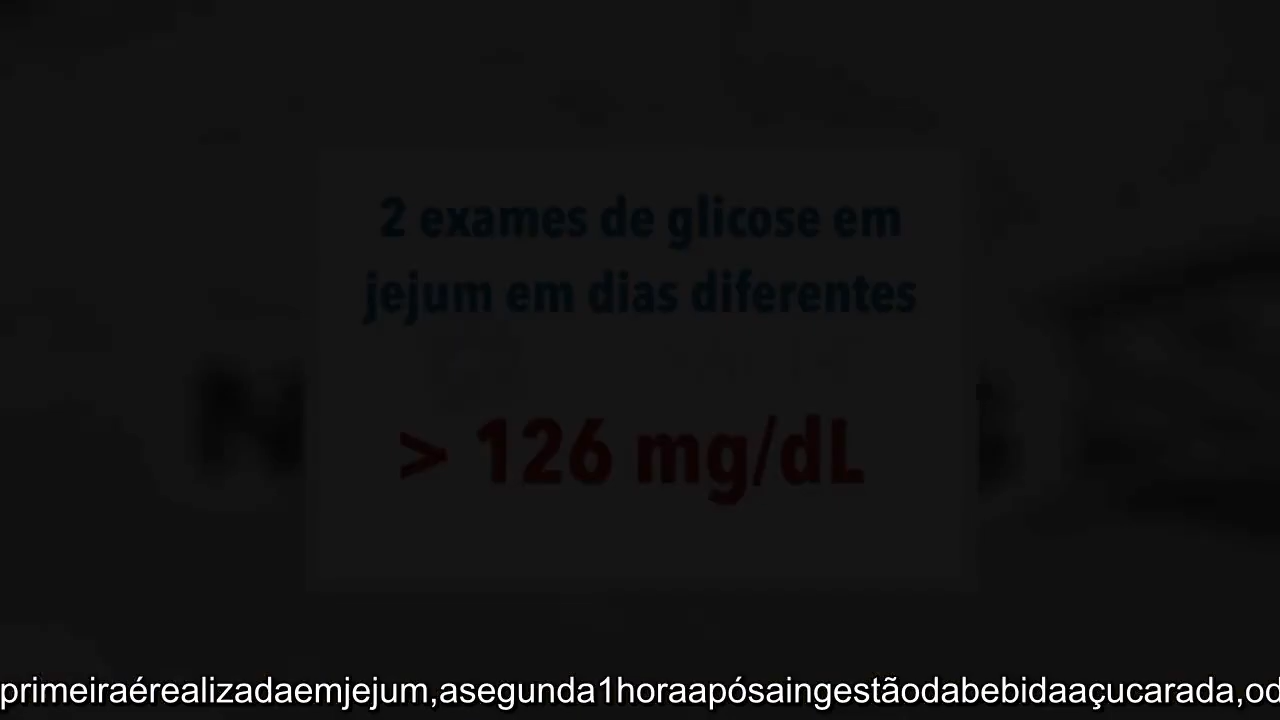 2 exames de glicose em
jejum em dias diferentes
> 126 mg/dL
primeiraérealizadaemjejum,asegunda1horaapósaingestãodabebidaaçucarada,od